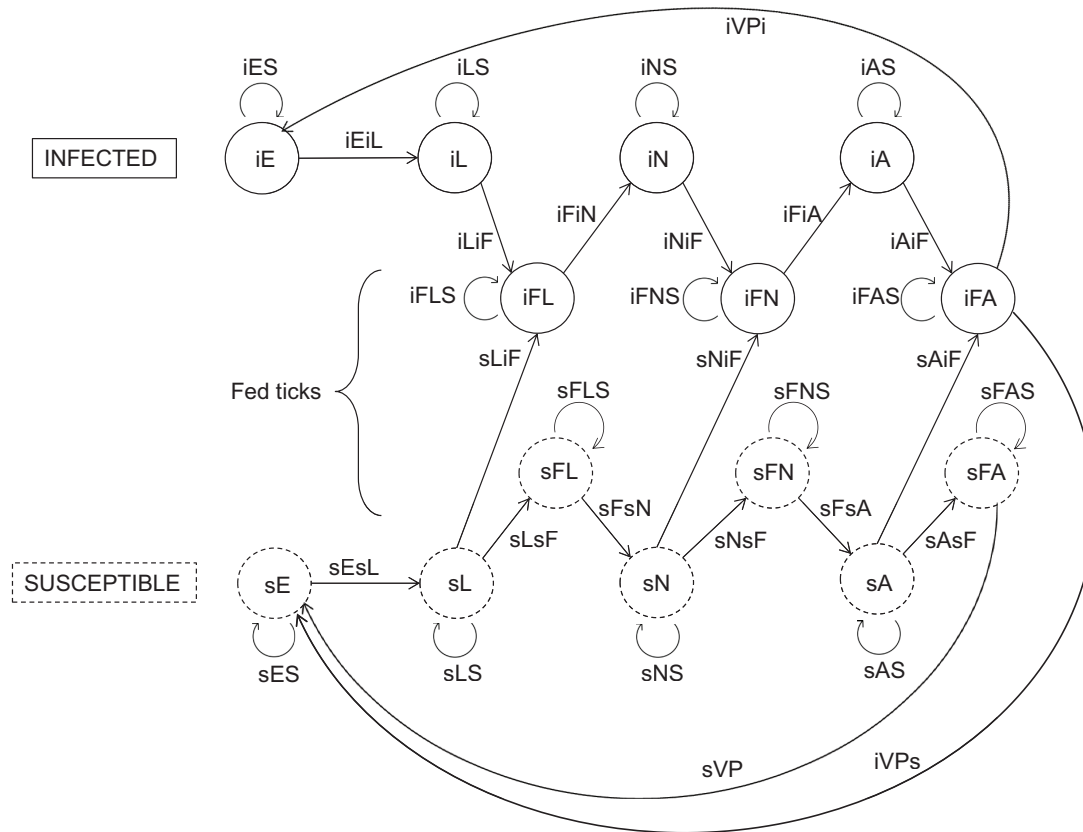 iVPi
iES
iLS
iNS
iAS
INFECTED
iE
iEiL
iL
iN
iA
iLiF
iFiN
iNiF
iFiA
iAiF
iFLS
iFL
iFNS
iFN
iFAS
iFA
sLiF
sNiF
sAiF
Fed ticks
sFLS
sFNS
sFAS
sFL
sFN
sFA
sLsF
sFsN
sNsF
sFsA
sAsF
SUSCEPTIBLE
sE
sEsL
sL
sN
sA
sES
sLS
sNS
sAS
sVP
iVPs